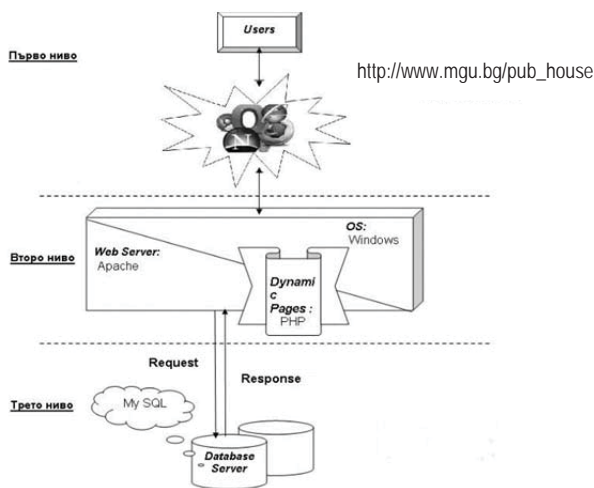 Users
Първо ниво
http://www.mgu.bg/pub_house
OS:
Windows
Web Server:
Apache
Второ ниво
Dynami
c
Pages :
PHP
Request
Response
Трето ниво
My SQL
Database
Server